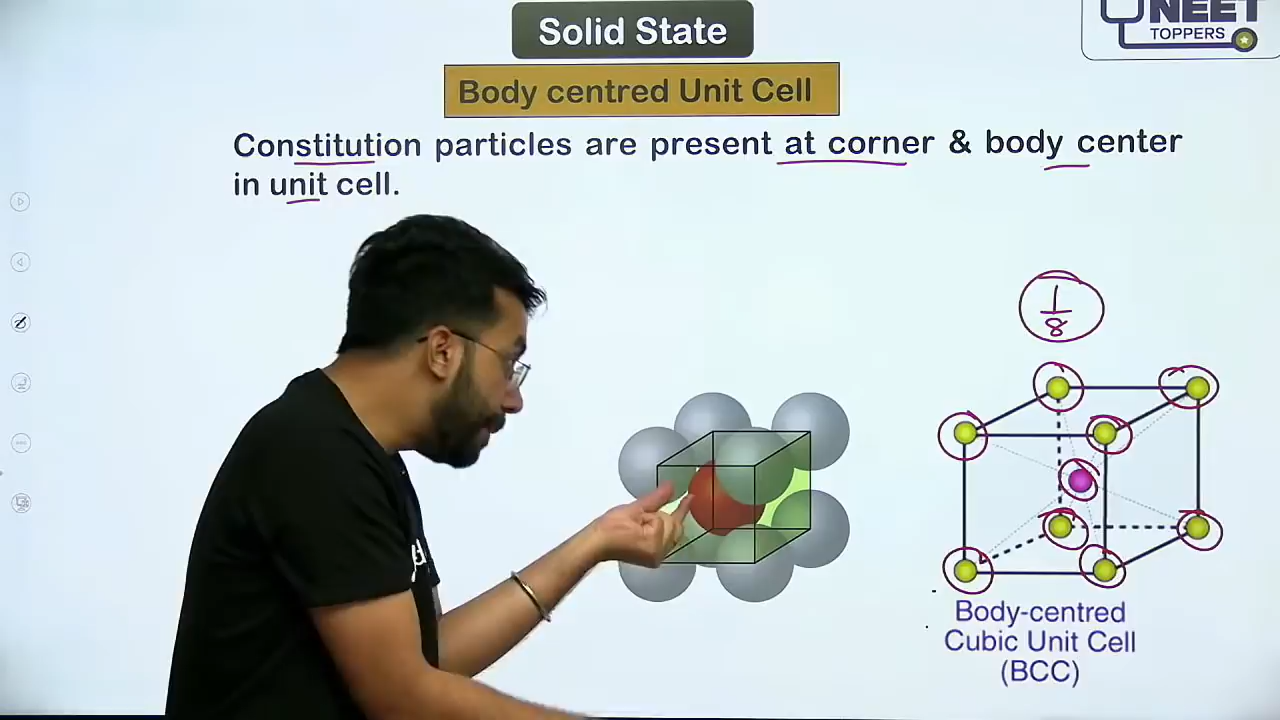 NEET
TOPPERS
Solid State
Body centred Unit Cell
Constitution particles are present at corner & body center
in unit cell.
1
8
Body-centred
Cubic Unit Cell
(BCC)